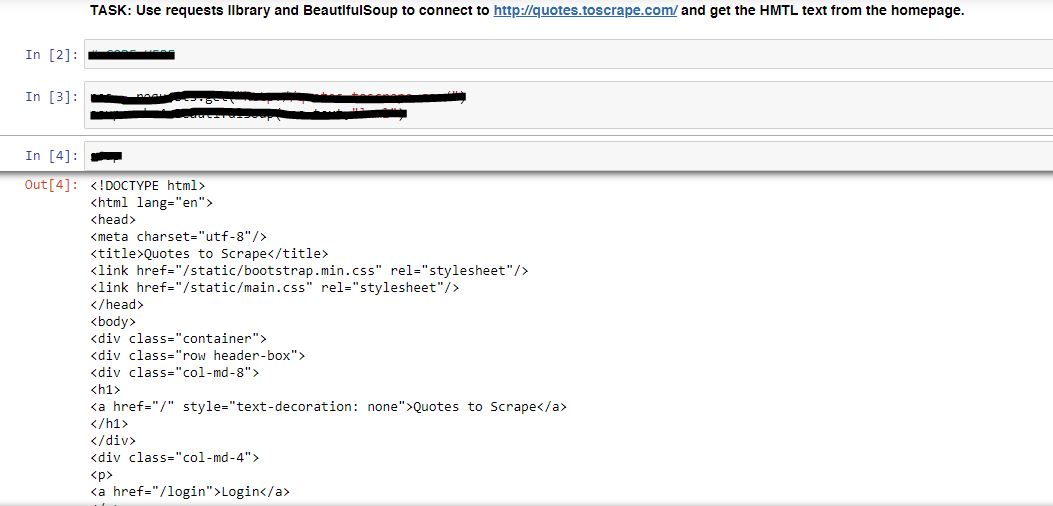 TASK: Use requests library and BeautifulSoup to connect to http://quotes.toscrape.com/ and get the HMTL text from the homepage.
In [2]:
In [3]:
In [4]:
Out[4]: <!DOCTYPE html>
<html lang="en">
<head>
<meta charset="utf-8"/>
<title>Quotes to Scrape</title>
<link href="/static/bootstrap.min.css" rel="stylesheet"/>
<link href="/static/main.css" rel="stylesheet"/>
</head>
<body>
<div class="container">
<div class="row header-box">
<div class="col-md-8">
<h1>
<a href="/" style="text-decoration: none">Quotes to Scrape</a>
</h1>
</div>
<div class="col-md-4">
<p>
<a href="/login">Login</a>